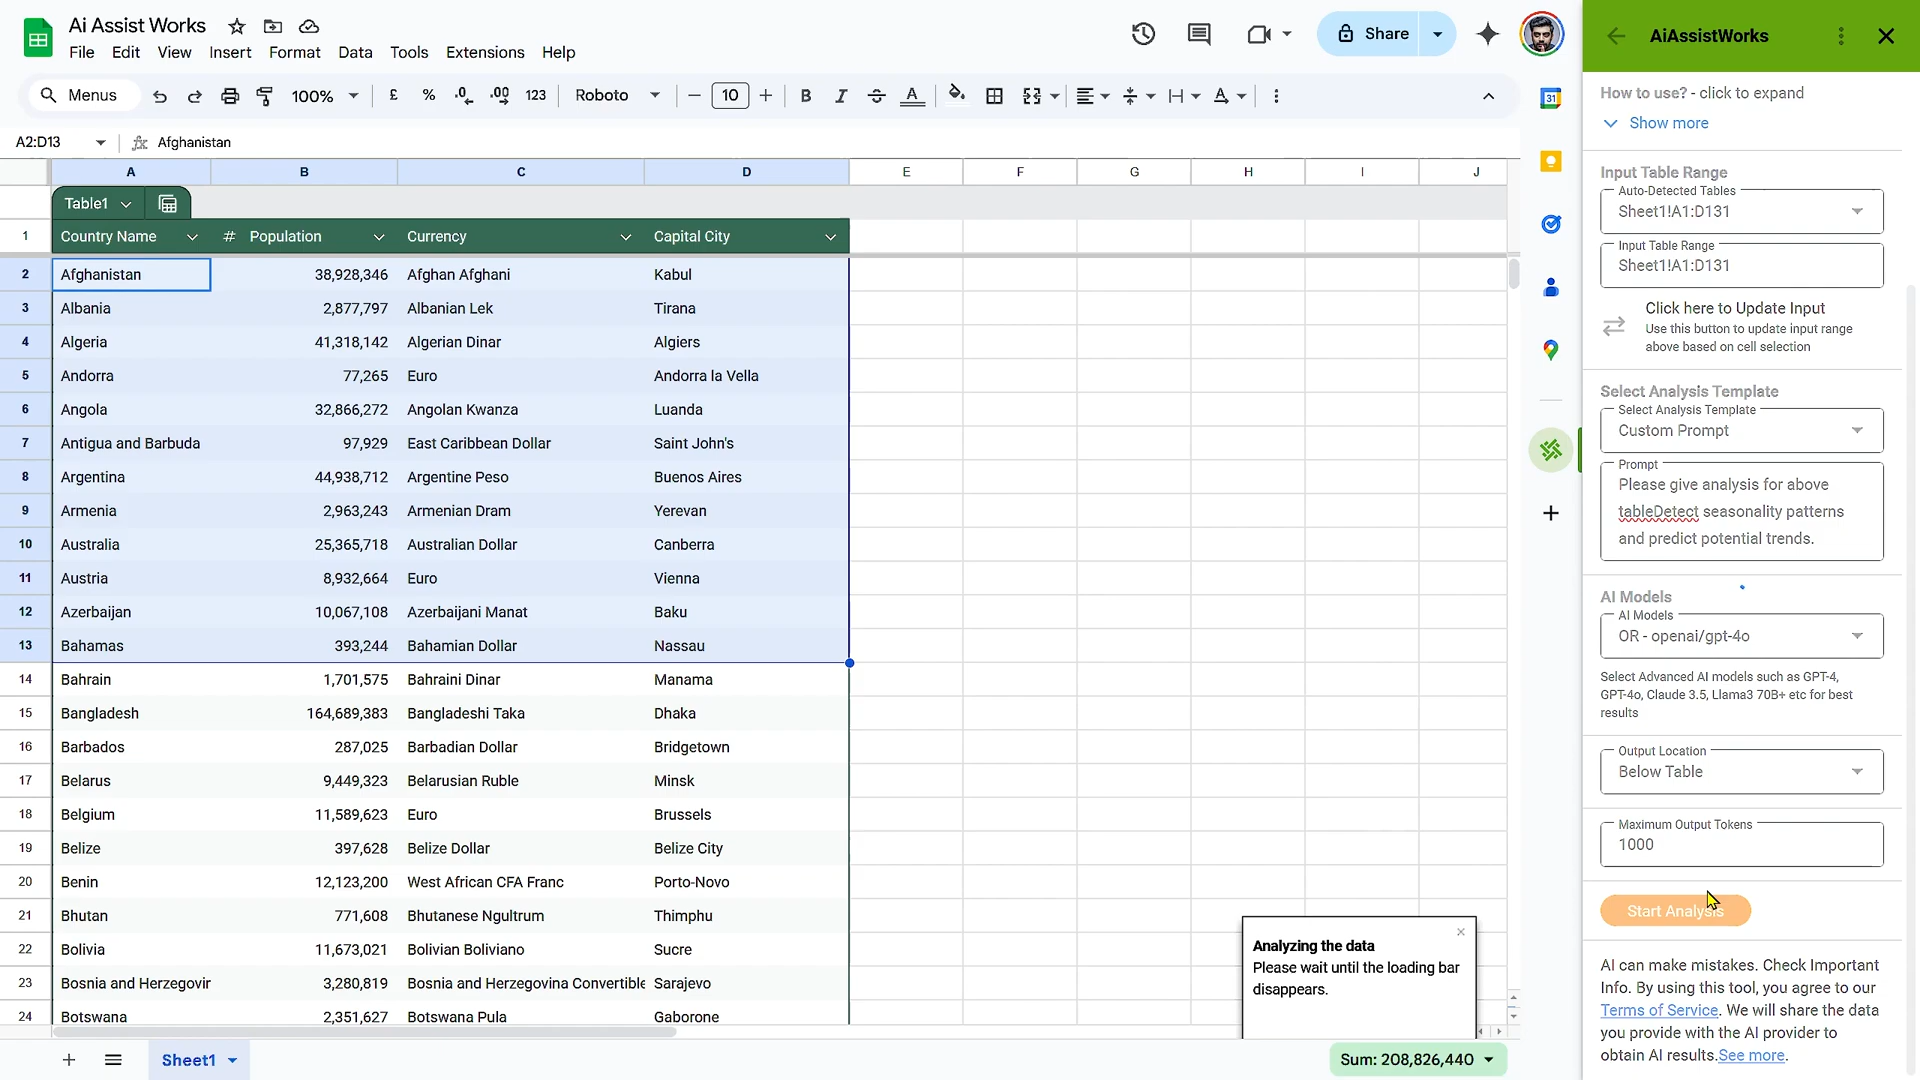 Ai Assist Works
File Edit View Insert Format Data Tools Extensions Help
Share
AiAssistWorks
Menus 100% £ % .0 .00 123 Roboto 10 B I S A
A2:D13 fx Afghanistan
A B C D E F G H I J
Table1
1 Country Name # Population Currency Capital City
2 Afghanistan 38,928,346 Afghan Afghani Kabul
3 Albania 2,877,797 Albanian Lek Tirana
4 Algeria 41,318,142 Algerian Dinar Algiers
5 Andorra 77,265 Euro Andorra la Vella
6 Angola 32,866,272 Angolan Kwanza Luanda
7 Antigua and Barbuda 97,929 East Caribbean Dollar Saint John's
8 Argentina 44,938,712 Argentine Peso Buenos Aires
9 Armenia 2,963,243 Armenian Dram Yerevan
10 Australia 25,365,718 Australian Dollar Canberra
11 Austria 8,932,664 Euro Vienna
12 Azerbaijan 10,067,108 Azerbaijani Manat Baku
13 Bahamas 393,244 Bahamian Dollar Nassau
14 Bahrain 1,701,575 Bahraini Dinar Manama
15 Bangladesh 164,689,383 Bangladeshi Taka Dhaka
16 Barbados 287,025 Barbadian Dollar Bridgetown
17 Belarus 9,449,323 Belarusian Ruble Minsk
18 Belgium 11,589,623 Euro Brussels
19 Belize 397,628 Belize Dollar Belize City
20 Benin 12,123,200 West African CFA Franc Porto-Novo
21 Bhutan 771,608 Bhutanese Ngultrum Thimphu
22 Bolivia 11,673,021 Bolivian Boliviano Sucre
23 Bosnia and Herzegovir 3,280,819 Bosnia and Herzegovina Convertible Sarajevo
24 Botswana 2,351,627 Botswana Pula Gaborone
Analyzing the data
Please wait until the loading bar
disappears.
Sheet1
Sum: 208,826,440
31
How to use? - click to expand
Show more
Input Table Range
Auto-Detected Tables
Sheet1!A1:D131
Input Table Range
Sheet1!A1:D131
Click here to Update Input
Use this button to update input range
above based on cell selection
Select Analysis Template
Select Analysis Template
Custom Prompt
Prompt
Please give analysis for above
tableDetect seasonality patterns
and predict potential trends.
AI Models
AI Models
OR - openai/gpt-4o
Select Advanced AI models such as GPT-4,
GPT-4o, Claude 3.5, Llama3 70B+ etc for best
results
Output Location
Below Table
Maximum Output Tokens
1000
Start Analysis
AI can make mistakes. Check Important
Info. By using this tool, you agree to our
Terms of Service. We will share the data
you provide with the AI provider to
obtain AI results.See more.